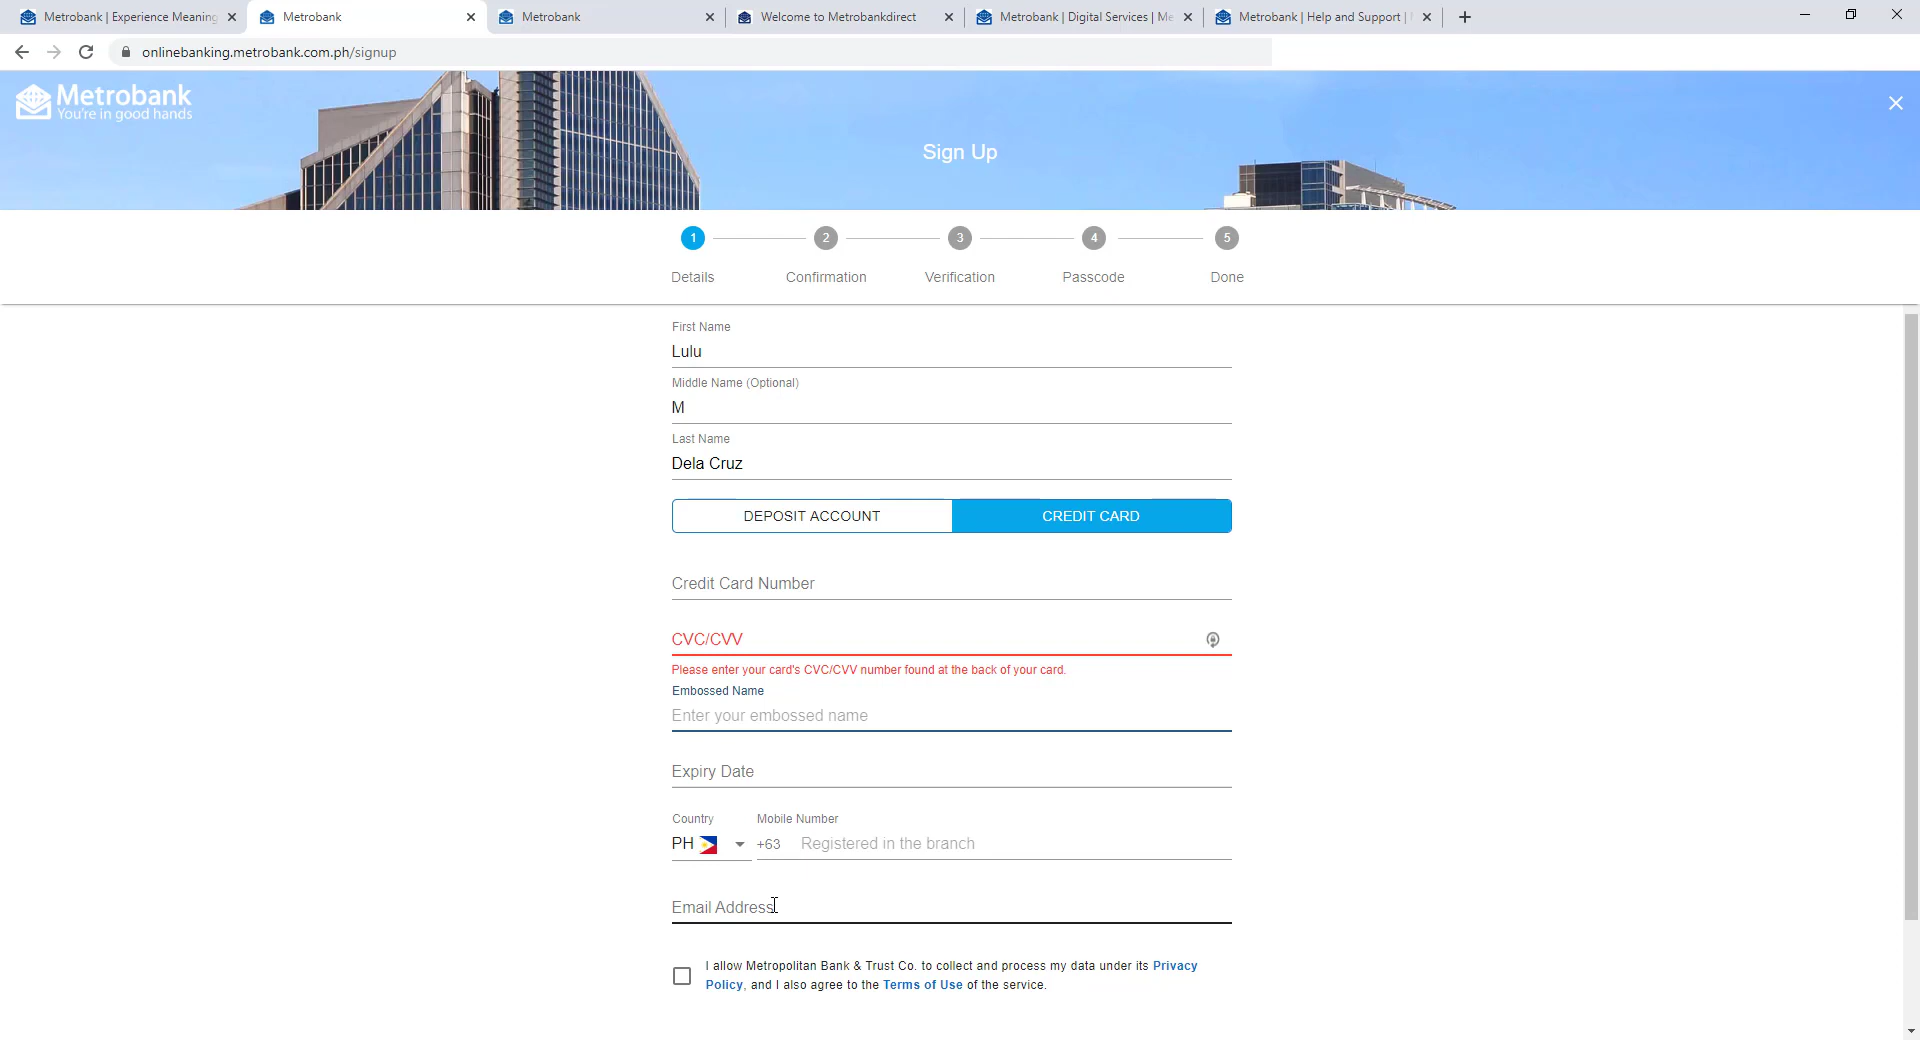 Metrobank | Experience Meaning
Metrobank
Metrobank
Welcome to Metrobankdirect
Metrobank | Digital Services | Me
Metrobank | Help and Support |
onlinebanking.metrobank.com.ph/signup
Metrobank
You're in good hands
Sign Up
1
2
3
4
5
Details
Confirmation
Verification
Passcode
Done
First Name
Lulu
Middle Name (Optional)
M
Last Name
Dela Cruz
DEPOSIT ACCOUNT
CREDIT CARD
Credit Card Number
CVC/CVV
Please enter your card's CVC/CVV number found at the back of your card.
Embossed Name
Enter your embossed name
Expiry Date
Country
Mobile Number
PH
+63
Registered in the branch
Email Address
I allow Metropolitan Bank & Trust Co. to collect and process my data under its Privacy
Policy, and I also agree to the Terms of Use of the service.